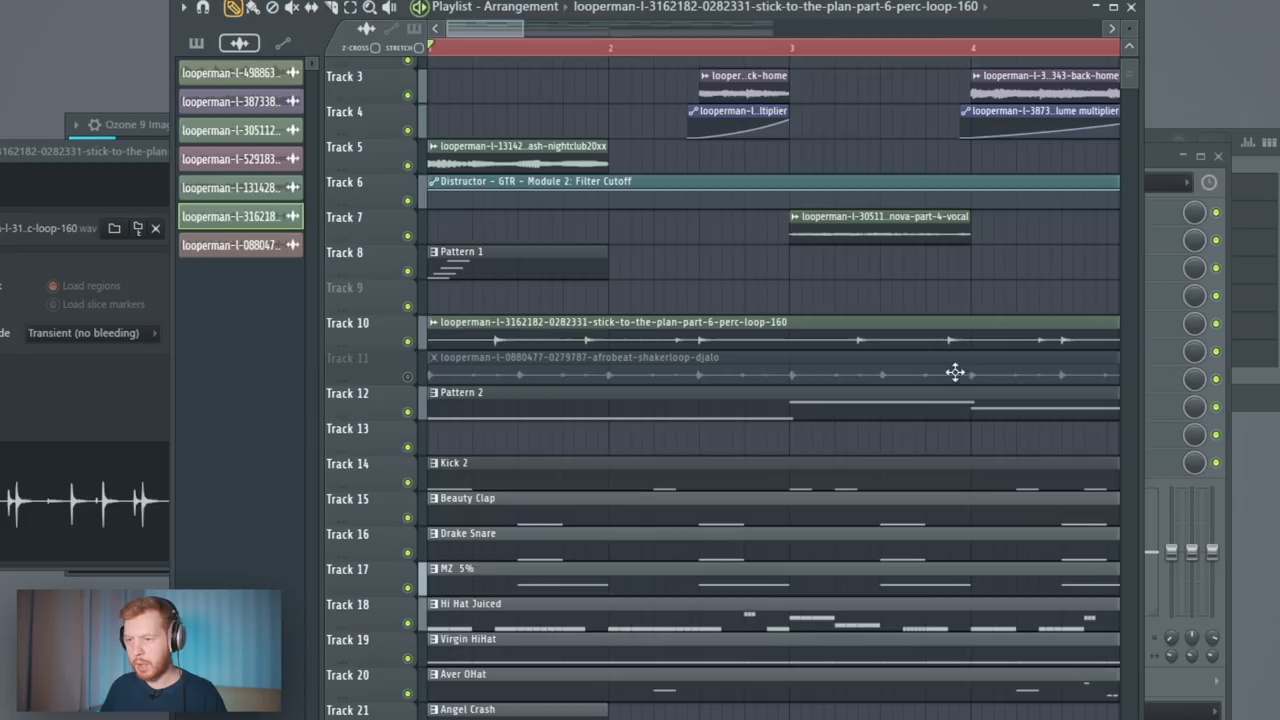 Playlist - Arrangement › looperman-l-3162182-0282331-stick-to-the-plan-part-6-perc-loop-160 ›
Z-CROSS
STRETCH
2
3
4
Ozone 9 Imag
3162182-0282331-stick-to-the-plan-
p-l-31...c-loop-160 wav
Load regions
Load slice markers
Transient (no bleeding)
looperman-l-498863..
looperman-l-387338..
looperman-l-305112..
looperman-l-529183..
looperman-l-131428..
looperman-l-316218..
looperman-l-088047..
Track 3
looper..ck-home
looperman-l-3..343-back-home
Track 4
looperman-l...ltiplier
looperman-l-3873..lume multiplier
Track 5
looperman-l-13142..ash-nightclub20xx
Track 6
Distructor - GTR - Module 2: Filter Cutoff
Track 7
looperman-l-30511...nova-part-4-vocal
Track 8
Pattern 1
Track 9
Track 10
looperman-l-3162182-0282331-stick-to-the-plan-part-6-perc-loop-160
Track 11
looperman-l-0880477-0279787-afrobeat-shakerloop-djalo
Track 12
Pattern 2
Track 13
Track 14
Kick 2
Track 15
Beauty Clap
Track 16
Drake Snare
Track 17
MZ 5%
Track 18
Hi Hat Juiced
Track 19
Virgin HiHat
Track 20
Aver OHat
Track 21
Angel Crash